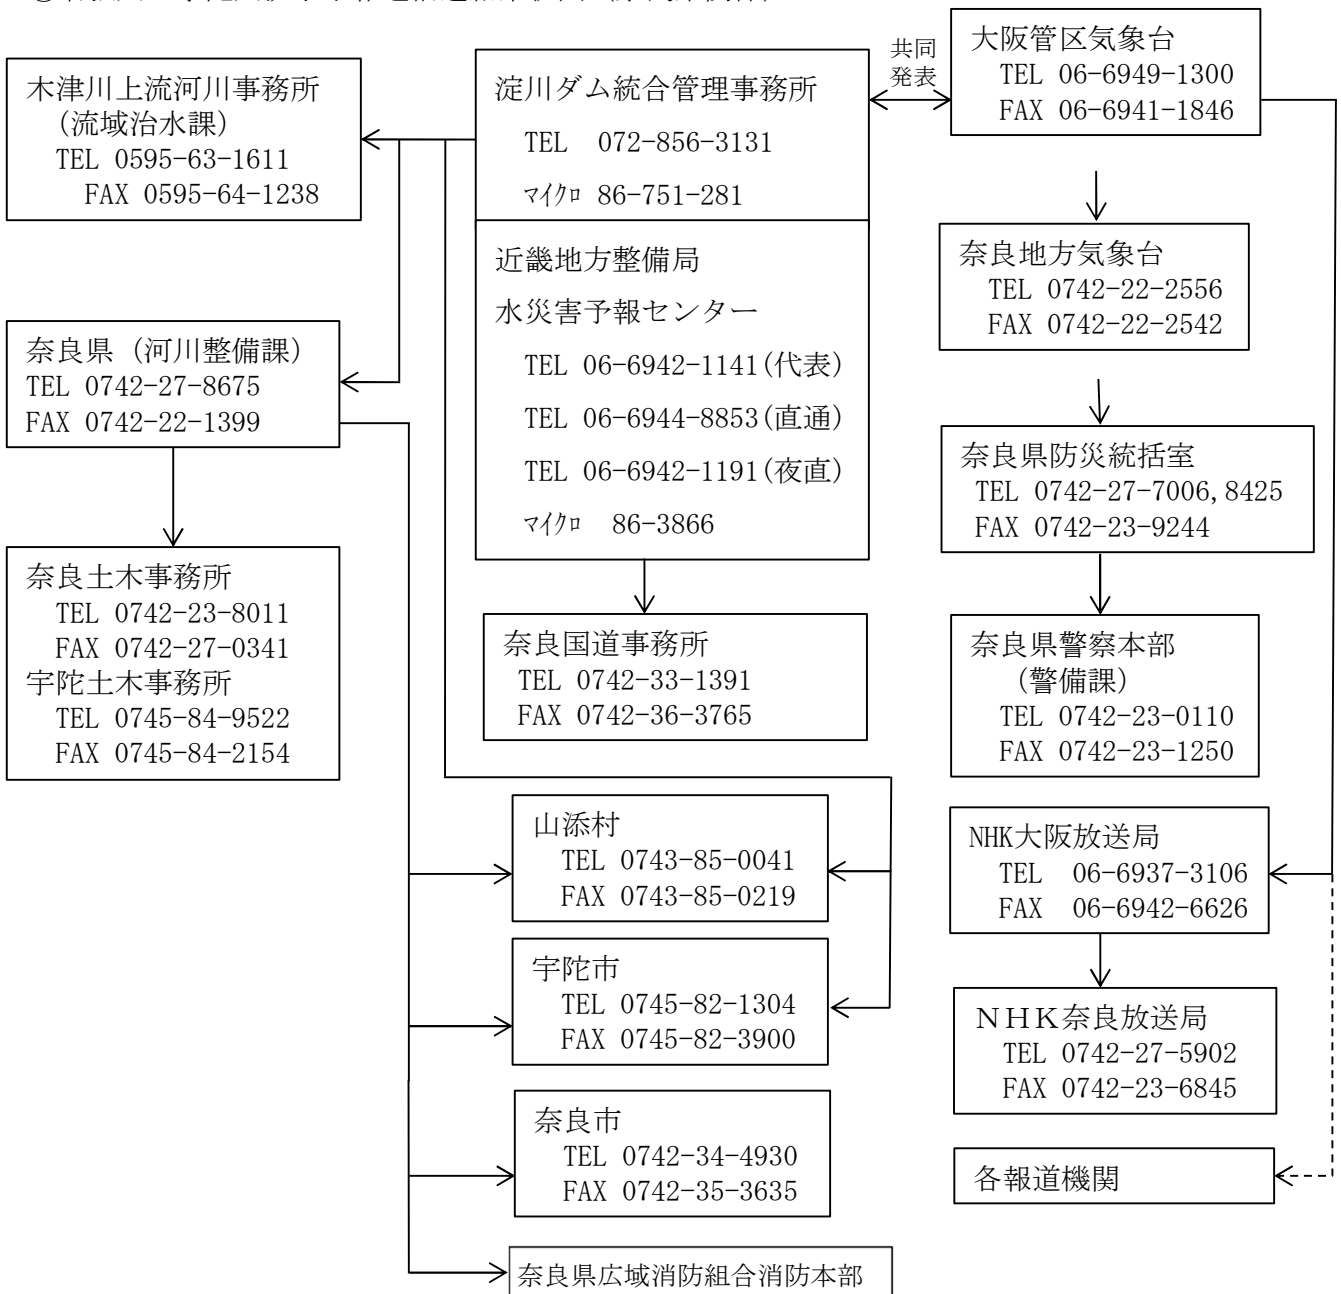 共同
発表
大阪管区気象台
TEL 06-6949-1300
FAX 06-6941-1846
木津川上流河川事務所
(流域治水課)
TEL 0595-63-1611
FAX 0595-64-1238
淀川ダム統合管理事務所
TEL 072-856-3131
ﾏｲｸﾛ 86-751-281
近畿地方整備局
水災害予報センター
TEL 06-6942-1141(代表)
TEL 06-6944-8853(直通)
TEL 06-6942-1191(夜直)
ﾏｲｸﾛ 86-3866
奈良地方気象台
TEL 0742-22-2556
FAX 0742-22-2542
奈良県（河川整備課）
TEL 0742-27-8675
FAX 0742-22-1399
奈良県防災統括室
TEL 0742-27-7006,8425
FAX 0742-23-9244
奈良土木事務所
TEL 0742-23-8011
FAX 0742-27-0341
宇陀土木事務所
TEL 0745-84-9522
FAX 0745-84-2154
奈良国道事務所
TEL 0742-33-1391
FAX 0742-36-3765
奈良県警察本部
（警備課）
TEL 0742-23-0110
FAX 0742-23-1250
山添村
TEL 0743-85-0041
FAX 0743-85-0219
NHK大阪放送局
TEL 06-6937-3106
FAX 06-6942-6626
宇陀市
TEL 0745-82-1304
FAX 0745-82-3900
ＮＨＫ奈良放送局
TEL 0742-27-5902
FAX 0742-23-6845
奈良市
TEL 0742-34-4930
FAX 0742-35-3635
各報道機関
奈良県広域消防組合消防本部